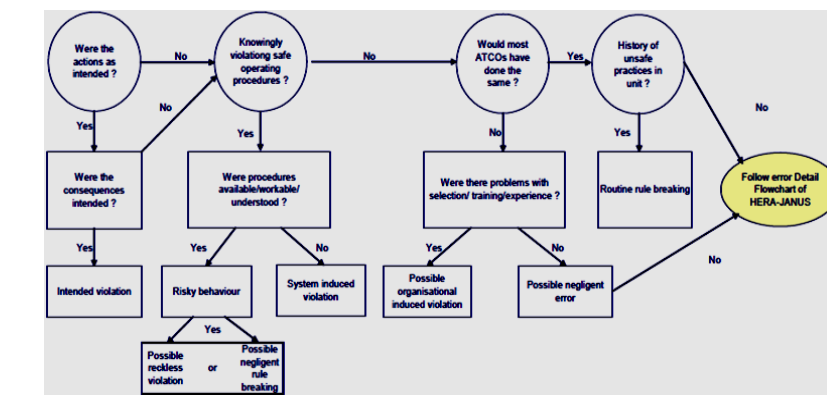 Were the
actions as
intended ?
No
Knowingly
violationg safe
operating
procedures ?
No
Would most
ATCOs have
done the
same ?
Yes
History of
unsafe
practices in
unit ?
No
Yes
No
Yes
No
Yes
Were the
consequences
intended ?
Were procedures
available/workable/
understood ?
Were there problems with
selection/ training/experience ?
Routine rule breaking
Follow error Detail
Flowchart of
HERA-JANUS
Yes
Yes
No
Yes
No
No
Intended violation
Risky behaviour
System induced
violation
Possible
organisational
induced violation
Possible negligent
error
Yes
Possible
reckless
violation
or
Possible
negligent
rule
breaking